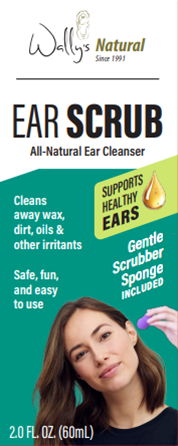 Wally's Natural
Since 1991
EAR SCRUB
All-Natural Ear Cleanser
SUPPORTS
HEALTHY
EARS
Cleans
away wax,
dirt, oils &
other irritants
Gentle
Scrubber
Sponge
INCLUDED
Safe, fun,
and easy
to use
2.0 FL. OZ. (60mL)